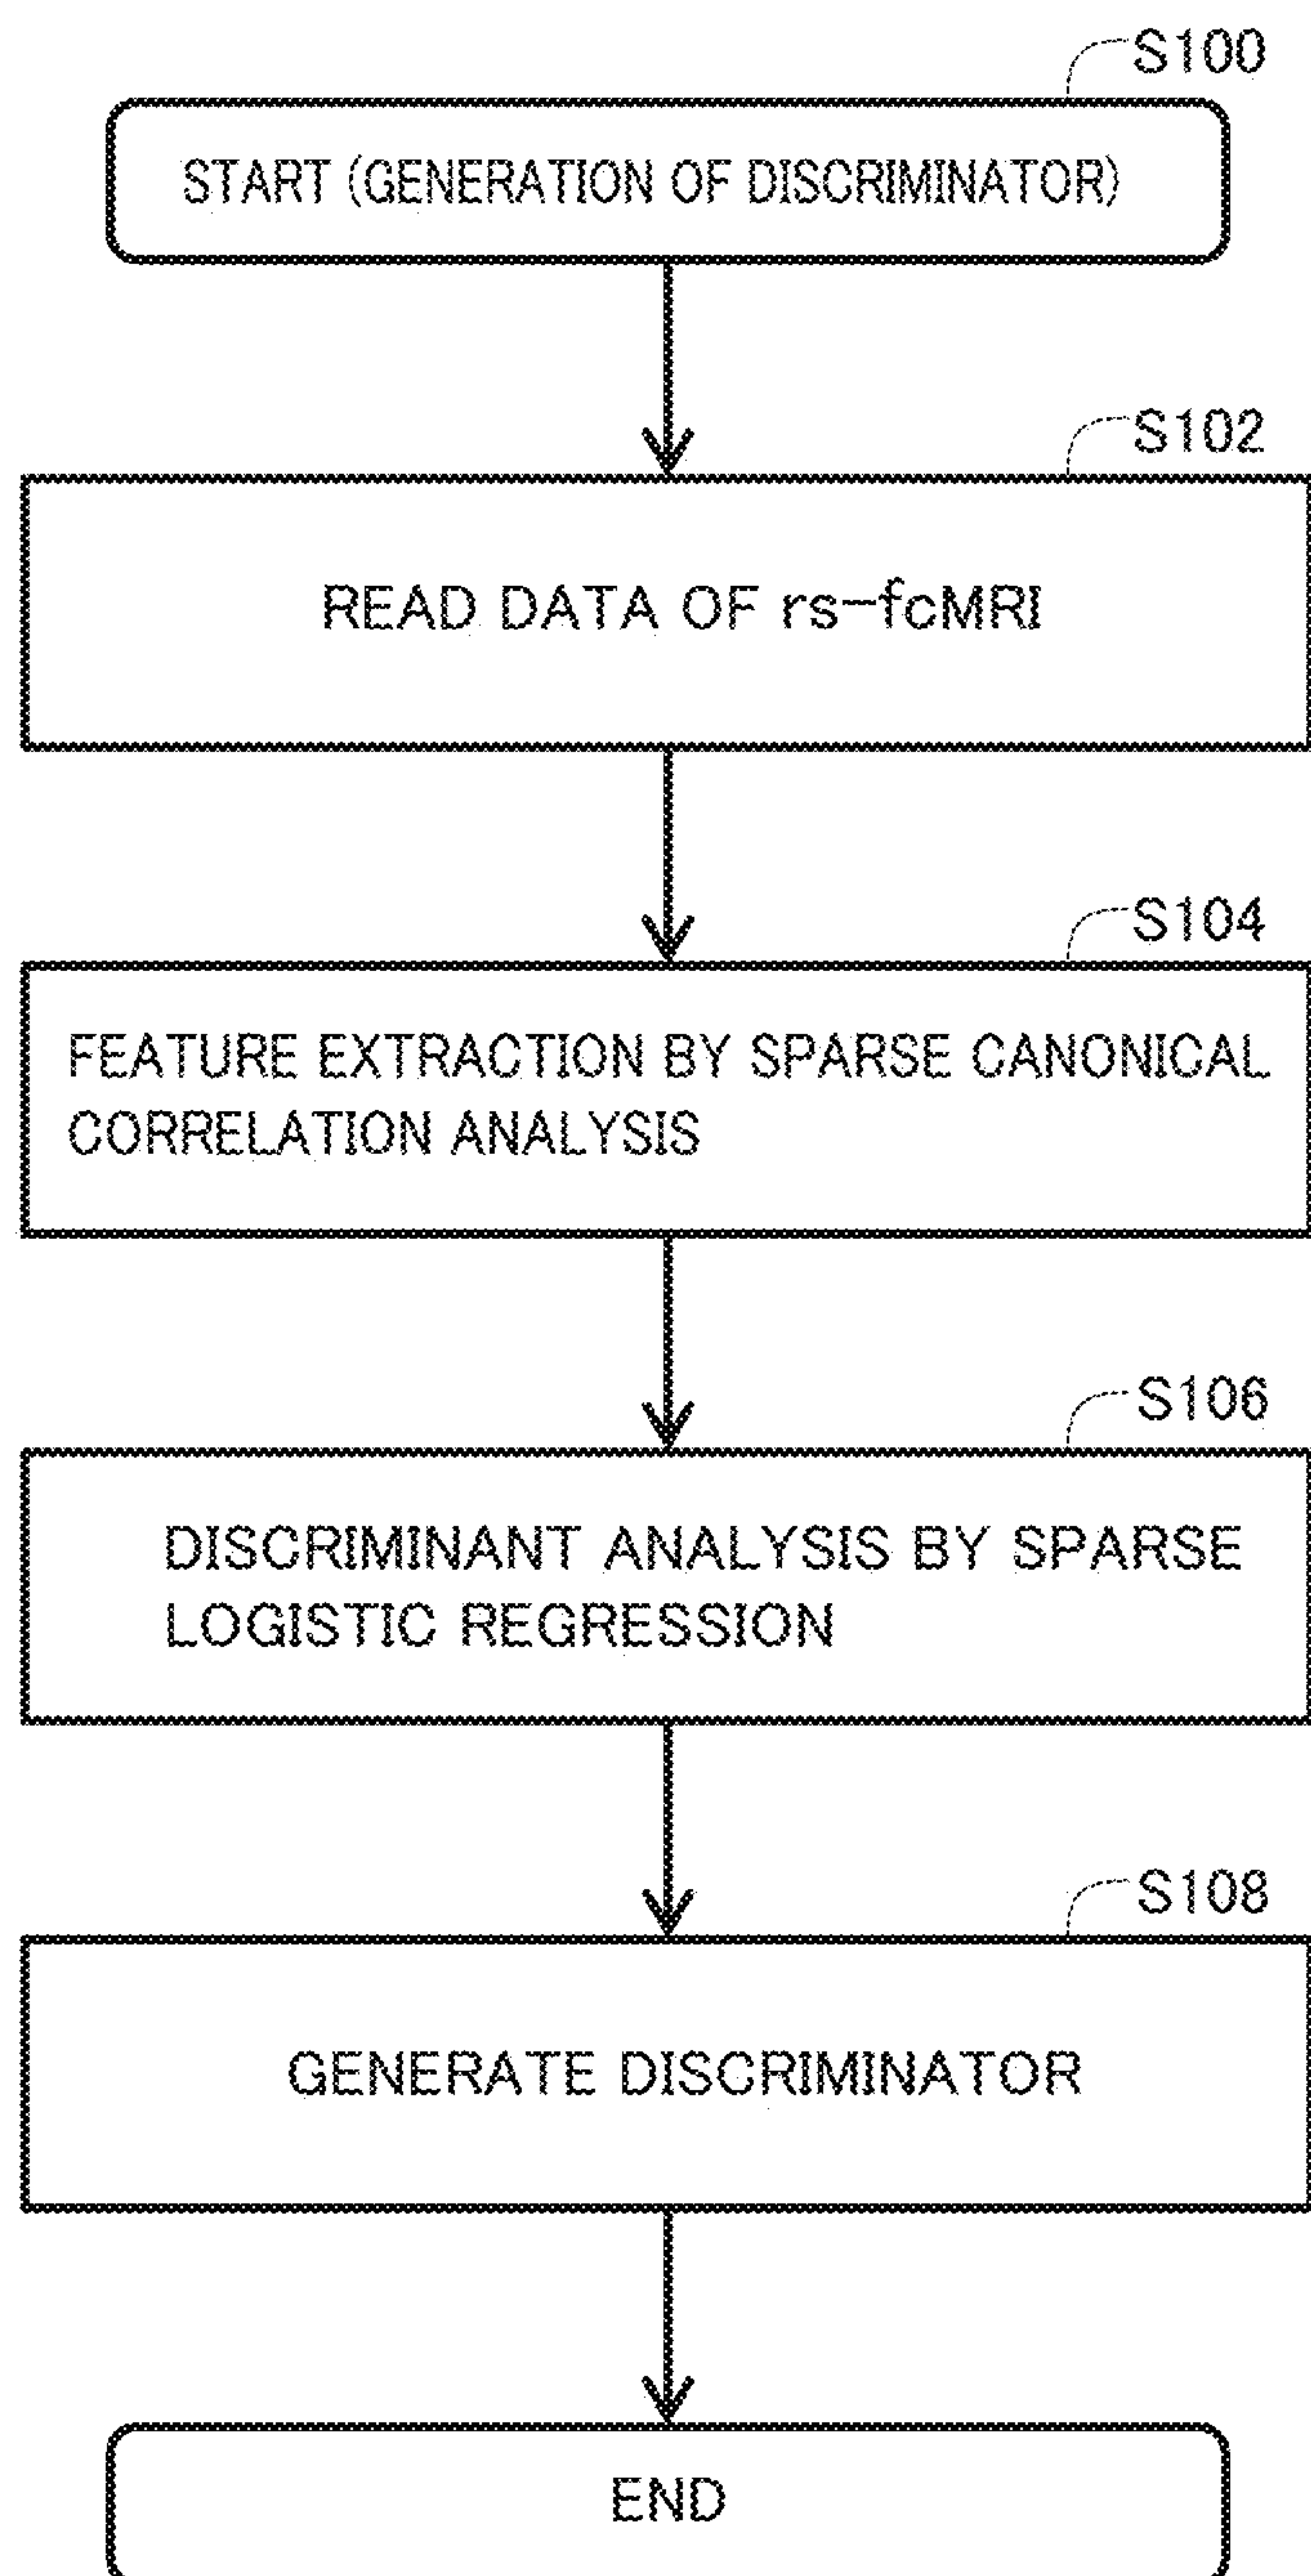 S100
START (GENERATION OF DISCRIMINATOR)
S102
READ DATA OF rs-fcMRI
S104
FEATURE EXTRACTION BY SPARSE CANONICAL
CORRELATION ANALYSIS
S106
DISCRIMINANT ANALYSIS BY SPARSE
LOGISTIC REGRESSION
S108
GENERATE DISCRIMINATOR
END